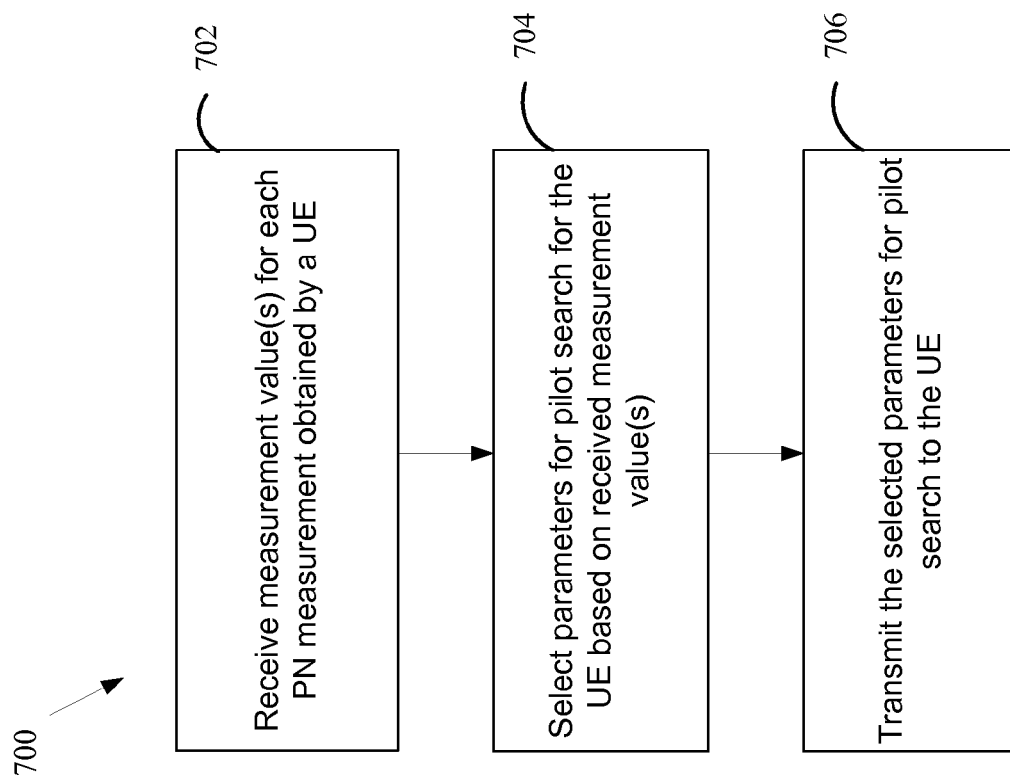 700
702
Receive measurement value(s) for each
PN measurement obtained by a UE
704
Select parameters for pilot search for the
UE based on received measurement
value(s)
706
Transmit the selected parameters for pilot
search to the UE